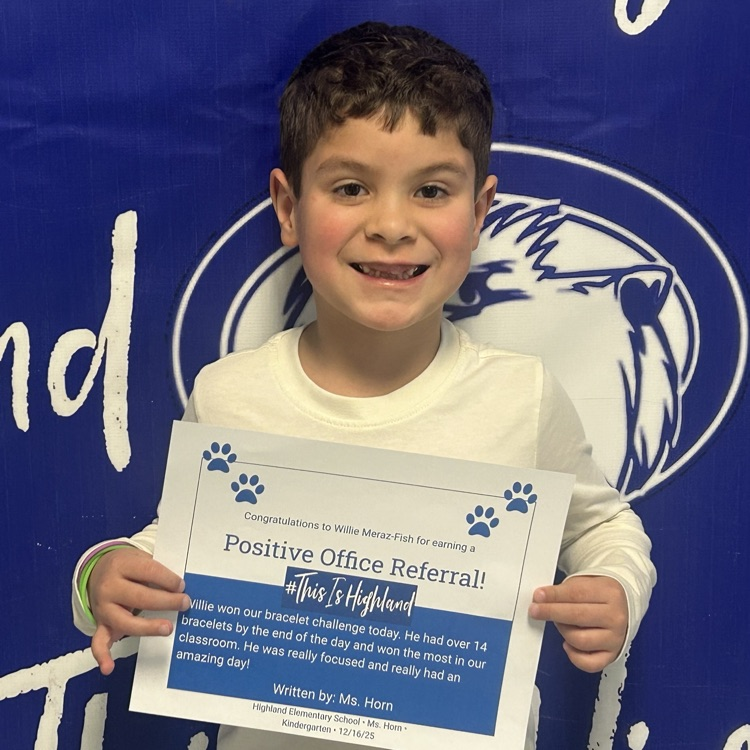 nd
Congratulations to Willie Meraz-Fish for earning a
Positive Office Referral!
#ThisIsHighland
Willie won our bracelet challenge today. He had over 14
bracelets by the end of the day and won the most in our
classroom. He was really focused and really had an
amazing day!
Written by: Ms. Horn
Highland Elementary School • Ms. Horn •
Kindergarten • 12/16/25